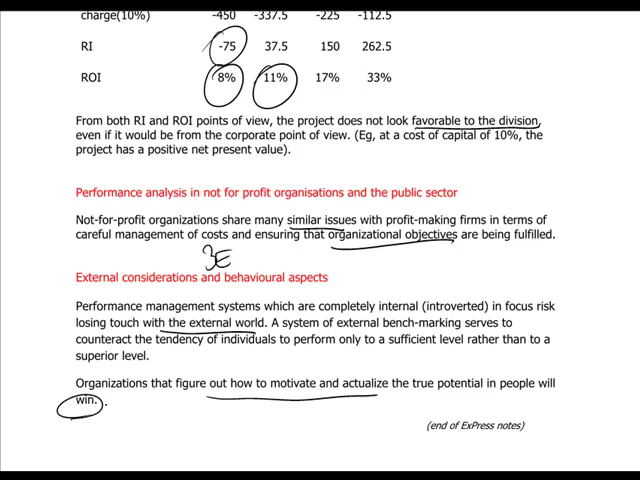 charge(10%) -450 -337.5 -225 -112.5
RI -75 37.5 150 262.5
ROI 8% 11% 17% 33%
From both RI and ROI points of view, the project does not look favorable to the division,
even if it would be from the corporate point of view. (Eg, at a cost of capital of 10%, the
project has a positive net present value).
Performance analysis in not for profit organisations and the public sector
Not-for-profit organizations share many similar issues with profit-making firms in terms of
careful management of costs and ensuring that organizational objectives are being fulfilled.
3E
External considerations and behavioural aspects
Performance management systems which are completely internal (introverted) in focus risk
losing touch with the external world. A system of external bench-marking serves to
counteract the tendency of individuals to perform only to a sufficient level rather than to a
superior level.
Organizations that figure out how to motivate and actualize the true potential in people will
win. .
(end of ExPress notes)